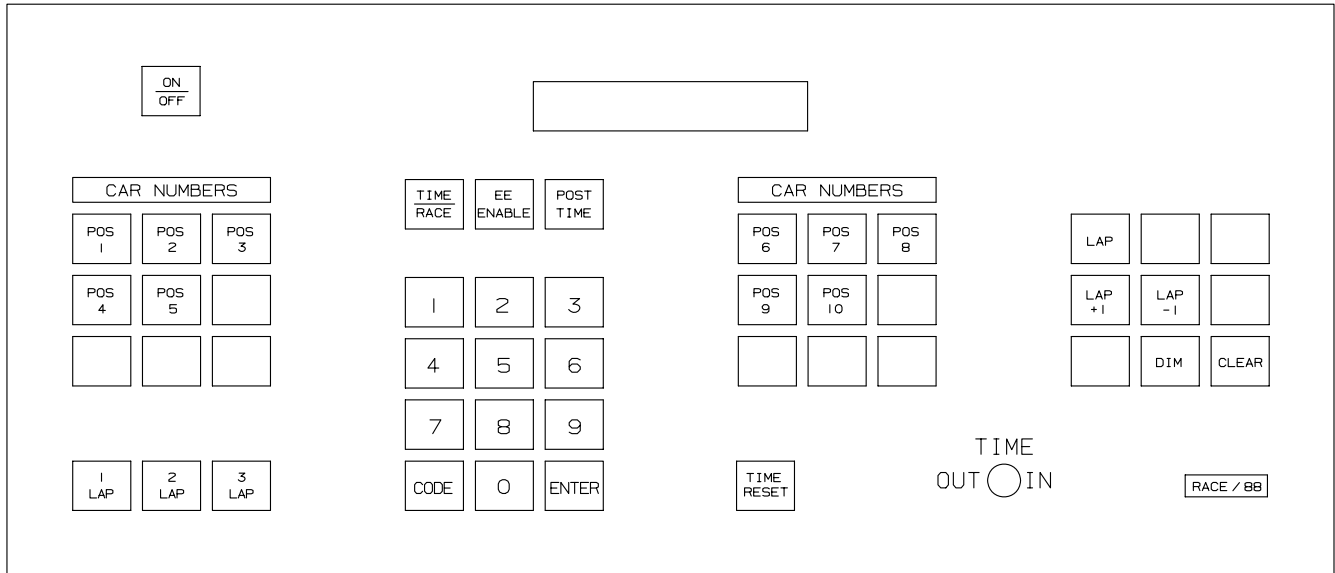 ON
OFF
CAR NUMBERS
POS 1
POS 2
POS 3
POS 4
POS 5
1 LAP
2 LAP
3 LAP
TIME
RACE
EE
ENABLE
POST
TIME
1 2 3
4 5 6
7 8 9
CODE 0 ENTER
CAR NUMBERS
POS 6
POS 7
POS 8
POS 9
POS 10
LAP
LAP +1
LAP -1
DIM
CLEAR
TIME
RESET
TIME
OUT IN
RACE / 88